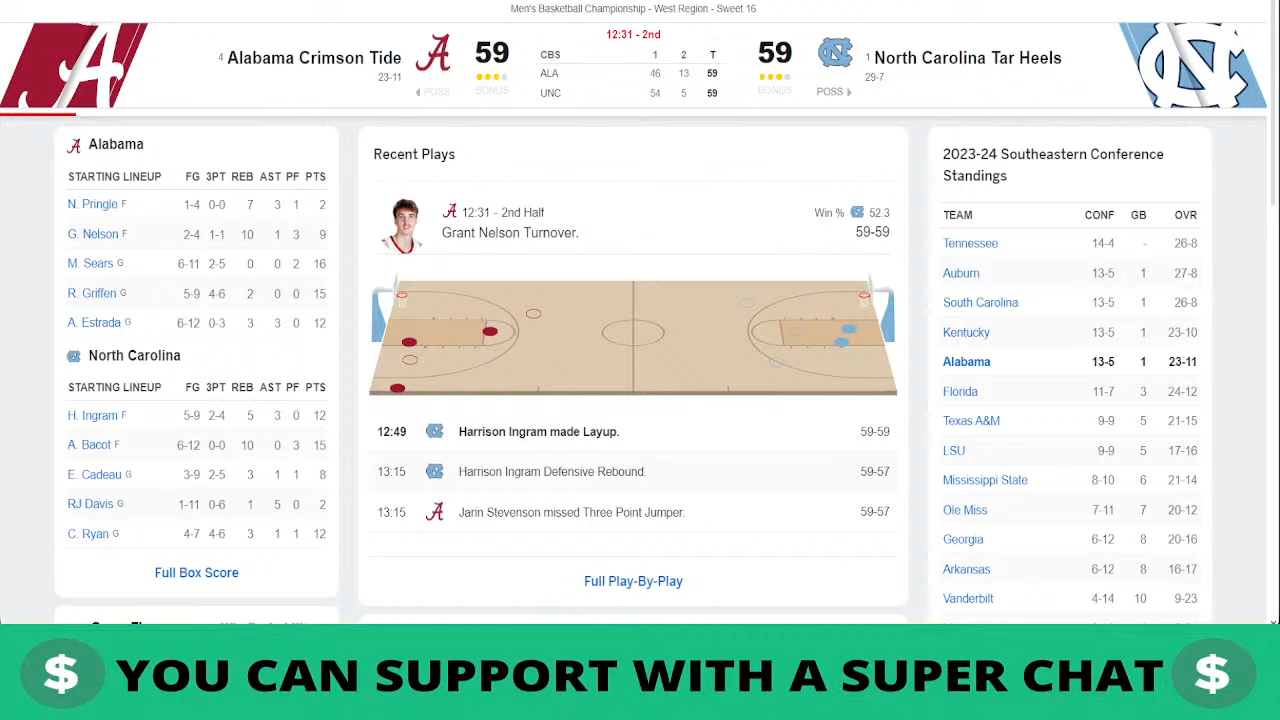 Men's Basketball Championship - West Region - Sweet 16
4 Alabama Crimson Tide
23-11
59
BONUS
POSS
12:31 - 2nd
CBS 1 2 T
ALA 46 13 59
UNC 54 5 59
59
BONUS
POSS
1 North Carolina Tar Heels
29-7
Alabama
STARTING LINEUP FG 3PT REB AST PF PTS
N. Pringle F 1-4 0-0 7 3 1 2
G. Nelson F 2-4 1-1 10 1 3 9
M. Sears G 6-11 2-5 0 0 2 16
R. Griffen G 5-9 4-6 2 0 0 15
A. Estrada G 6-12 0-3 3 3 0 12
North Carolina
STARTING LINEUP FG 3PT REB AST PF PTS
H. Ingram F 5-9 2-4 5 3 0 12
A. Bacot F 6-12 0-0 10 0 3 15
E. Cadeau G 3-9 2-5 3 1 1 8
RJ Davis G 1-11 0-6 1 5 0 2
C. Ryan G 4-7 4-6 3 1 1 12
Full Box Score
Recent Plays
12:31 - 2nd Half
Grant Nelson Turnover.
Win % 52.3
59-59
12:49 Harrison Ingram made Layup. 59-59
13:15 Harrison Ingram Defensive Rebound. 59-57
13:15 Jarin Stevenson missed Three Point Jumper. 59-57
Full Play-By-Play
2023-24 Southeastern Conference
Standings
TEAM CONF GB OVR
Tennessee 14-4 - 26-8
Auburn 13-5 1 27-8
South Carolina 13-5 1 26-8
Kentucky 13-5 1 23-10
Alabama 13-5 1 23-11
Florida 11-7 3 24-12
Texas A&M 9-9 5 21-15
LSU 9-9 5 17-16
Mississippi State 8-10 6 21-14
Ole Miss 7-11 7 20-12
Georgia 6-12 8 20-16
Arkansas 6-12 8 16-17
Vanderbilt 4-14 10 9-23
$ YOU CAN SUPPORT WITH A SUPER CHAT $